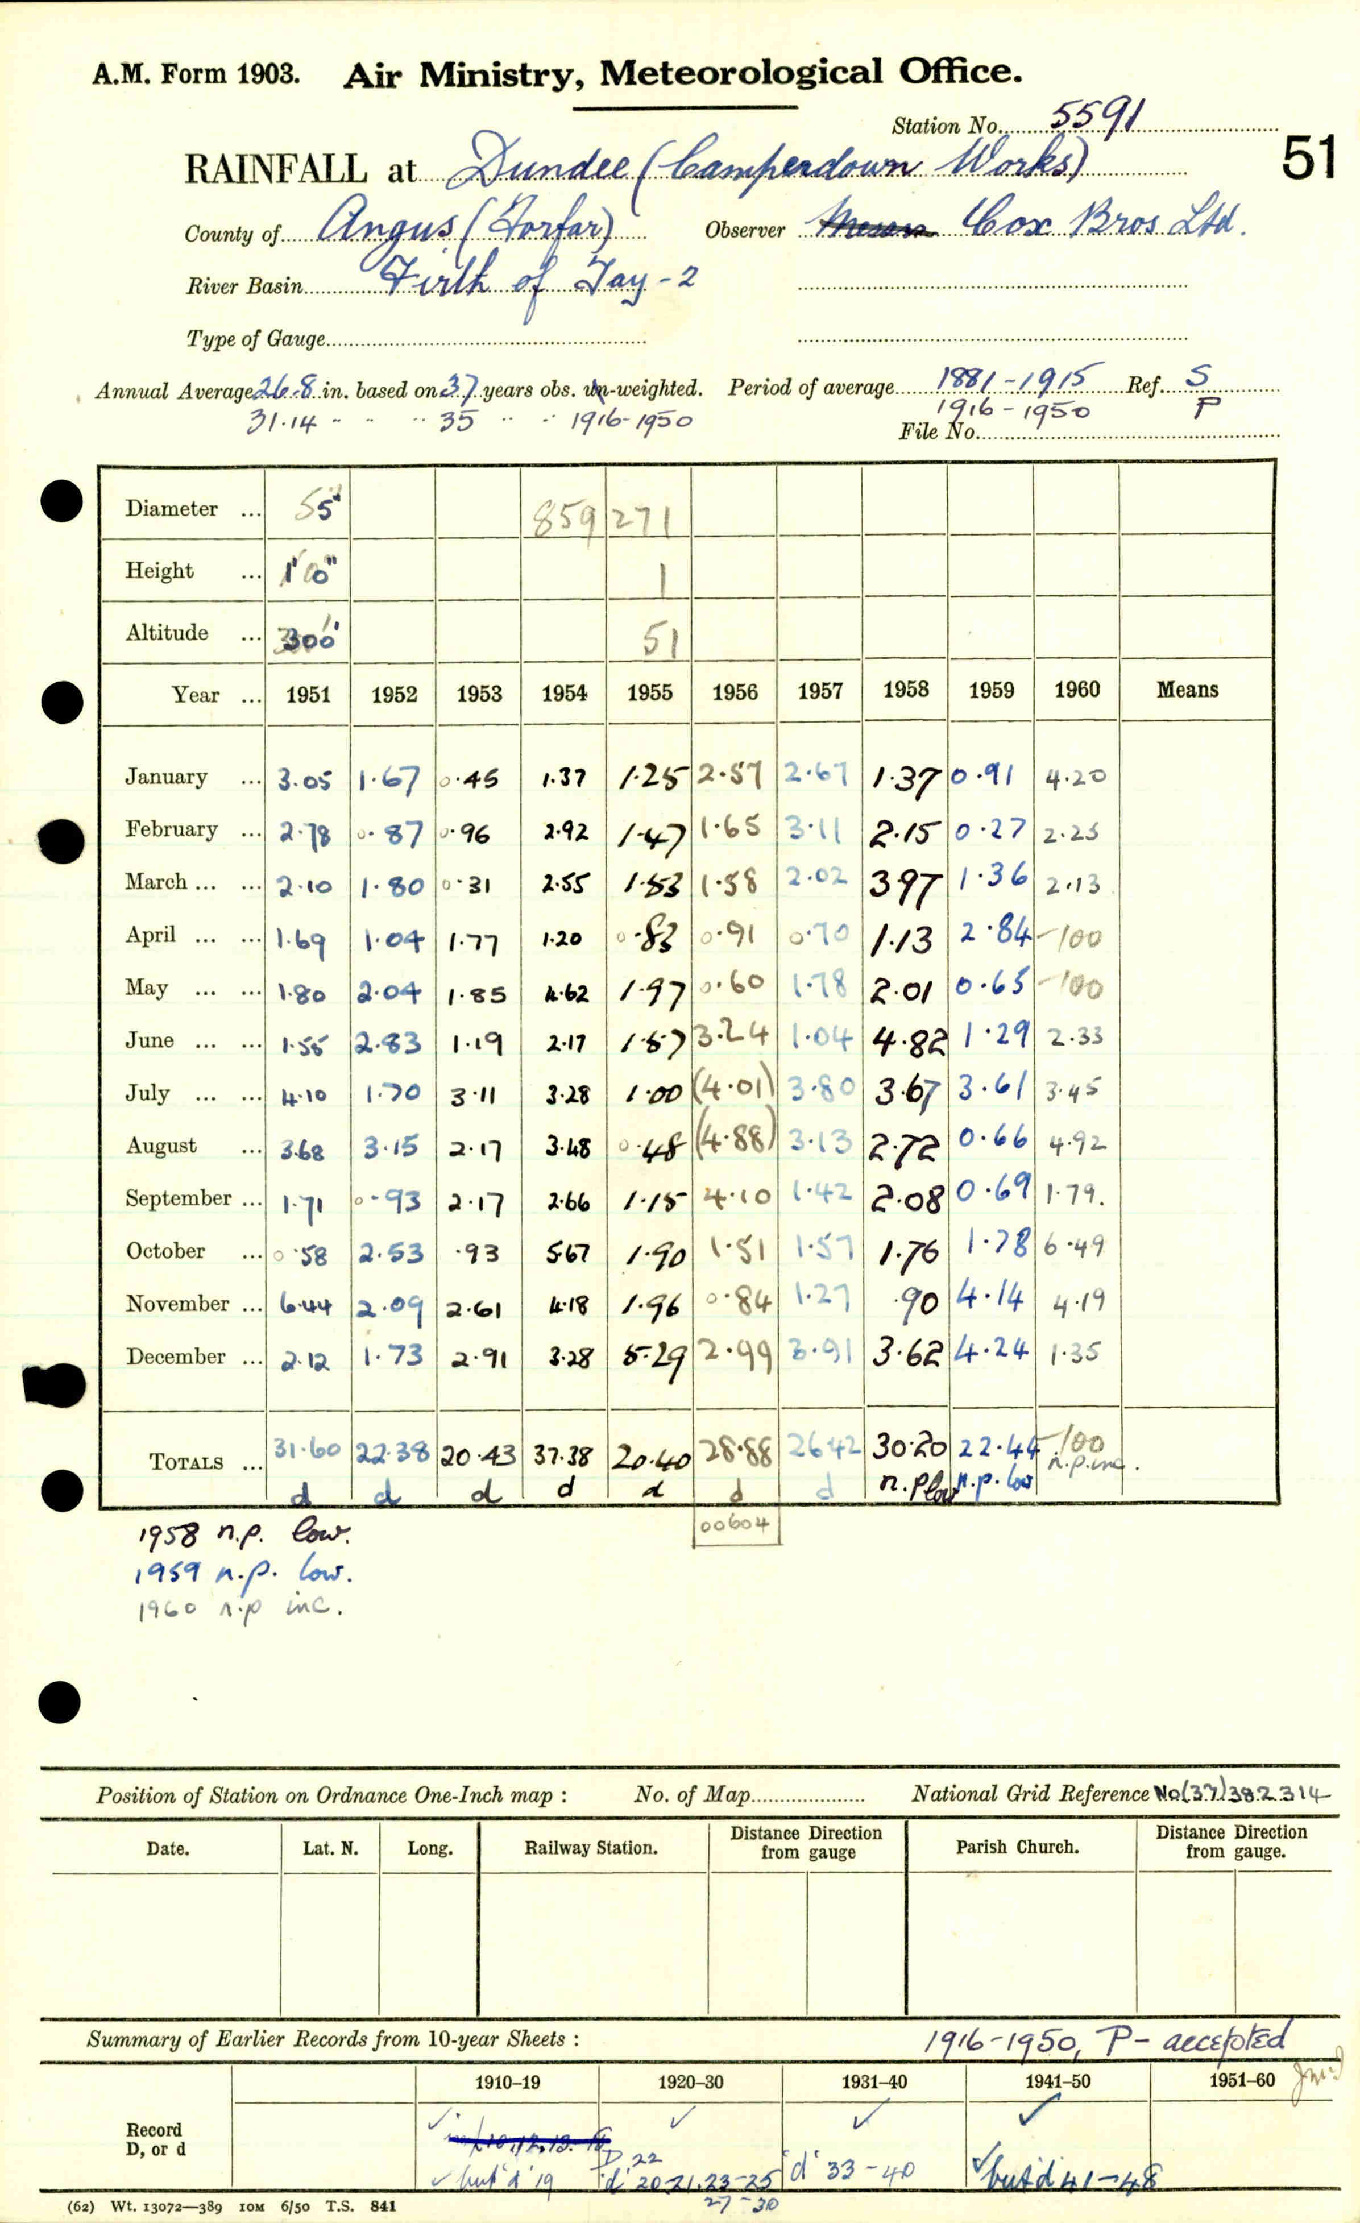 A.M. Form 1903. Air Ministry, Meteorological Office.
Station No. 5591
51
RAINFALL at Dundee (Camperdown Works)
County of Angus (Forfar) Observer Messrs Cox Bros Ltd.
River Basin Firth of Tay - 2
Type of Gauge
Annual Average 26.8 in. based on 37 years obs. un-weighted. Period of average 1881-1915 Ref. S
31.14 " " " 35 " " 1916-1950 1916-1950 P
File No.
Diameter ... 5" 859 271
Height ... 1'0" 1
Altitude ... 300' 51
Year ... 1951 1952 1953 1954 1955 1956 1957 1958 1959 1960 Means
January ... 3.05 1.67 0.45 1.37 1.25 2.57 2.67 1.37 0.91 4.20
February ... 2.78 0.87 0.96 2.92 1.47 1.65 3.11 2.15 0.27 2.25
March ... ... 2.10 1.80 0.31 2.55 1.53 1.58 2.02 3.97 1.36 2.13
April ... ... 1.69 1.04 1.77 1.20 0.83 0.91 0.70 1.13 2.84 -100
May ... ... 1.80 2.04 1.85 4.62 1.97 0.60 1.78 2.01 0.65 -100
June ... ... 1.55 2.83 1.19 2.17 1.57 3.24 1.04 4.82 1.29 2.33
July ... ... 4.10 1.70 3.11 3.28 1.00 (4.01) 3.80 3.67 3.61 3.45
August ... 3.68 3.15 2.17 3.48 0.48 (4.88) 3.13 2.72 0.66 4.92
September ... 1.71 0.93 2.17 2.66 1.15 4.10 1.42 2.08 0.69 1.79.
October ... 0.58 2.53 .93 5.67 1.90 1.51 1.57 1.76 1.78 6.49
November ... 6.44 2.09 2.61 4.18 1.96 0.84 1.27 .90 4.14 4.19
December ... 2.12 1.73 2.91 3.28 5.29 2.99 3.91 3.62 4.24 1.35
TOTALS ... 31.60 22.38 20.43 37.38 20.40 28.88 26.42 30.20 22.44 -100
d d d d d d d n.p low n.p. low n.p. inc.
00604
1958 n.p. low.
1959 n.p. low.
1960 n.p inc.
Position of Station on Ordnance One-Inch map : No. of Map National Grid Reference NO(37)382314
Date. Lat. N. Long. Railway Station. Distance Direction from gauge Parish Church. Distance Direction from gauge.
Summary of Earlier Records from 10-year Sheets : 1916-1950, P - accepted
1910–19 1920–30 1931–40 1941–50 1951–60
Record D, or d
✓ ✓ ✓ ✓
D 22
✓ but 'd' 19 'd' 20,21,23-25 'd' 33-40 ✓ but 'd' 41-48
27-30
(62) Wt. 13072—389 10M 6/50 T.S. 841